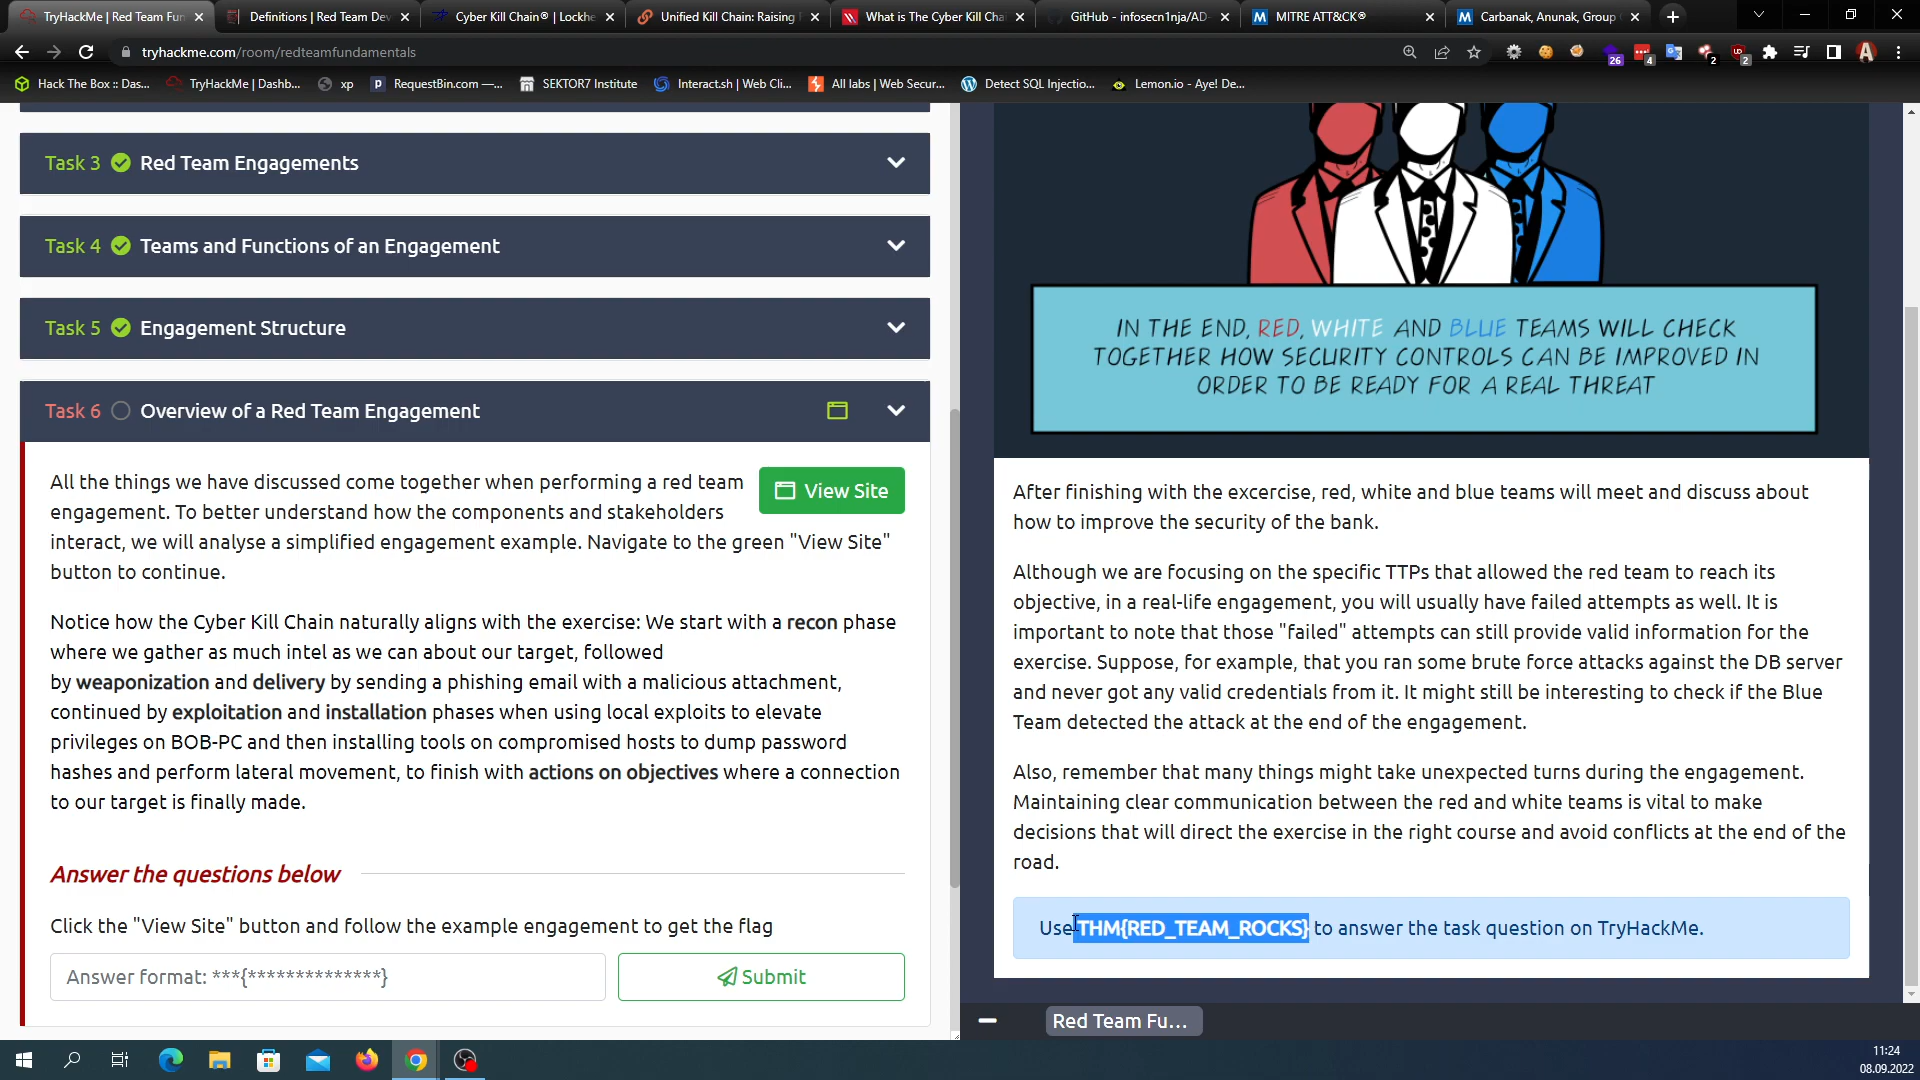 TryHackMe | Red Team Fun
Definitions | Red Team Dev
Cyber Kill Chain® | Lockhe
Unified Kill Chain: Raising
What is The Cyber Kill Cha
GitHub - infosecn1nja/AD-
MITRE ATT&CK®
Carbanak, Anunak, Group
tryhackme.com/room/redteamfundamentals
26
4
2
2
A
Hack The Box :: Das...
TryHackMe | Dashb...
xp
RequestBin.com —...
SEKTOR7 Institute
Interact.sh | Web Cli...
All labs | Web Secur...
Detect SQL Injectio...
Lemon.io - Aye! De...
Task 3 Red Team Engagements
Task 4 Teams and Functions of an Engagement
Task 5 Engagement Structure
Task 6 Overview of a Red Team Engagement
View Site
All the things we have discussed come together when performing a red team
engagement. To better understand how the components and stakeholders
interact, we will analyse a simplified engagement example. Navigate to the green "View Site"
button to continue.
Notice how the Cyber Kill Chain naturally aligns with the exercise: We start with a recon phase
where we gather as much intel as we can about our target, followed
by weaponization and delivery by sending a phishing email with a malicious attachment,
continued by exploitation and installation phases when using local exploits to elevate
privileges on BOB-PC and then installing tools on compromised hosts to dump password
hashes and perform lateral movement, to finish with actions on objectives where a connection
to our target is finally made.
Answer the questions below
Click the "View Site" button and follow the example engagement to get the flag
Answer format: ***{**************}
Submit
IN THE END, RED, WHITE AND BLUE TEAMS WILL CHECK
TOGETHER HOW SECURITY CONTROLS CAN BE IMPROVED IN
ORDER TO BE READY FOR A REAL THREAT
After finishing with the excercise, red, white and blue teams will meet and discuss about
how to improve the security of the bank.
Although we are focusing on the specific TTPs that allowed the red team to reach its
objective, in a real-life engagement, you will usually have failed attempts as well. It is
important to note that those "failed" attempts can still provide valid information for the
exercise. Suppose, for example, that you ran some brute force attacks against the DB server
and never got any valid credentials from it. It might still be interesting to check if the Blue
Team detected the attack at the end of the engagement.
Also, remember that many things might take unexpected turns during the engagement.
Maintaining clear communication between the red and white teams is vital to make
decisions that will direct the exercise in the right course and avoid conflicts at the end of the
road.
Use THM{RED_TEAM_ROCKS} to answer the task question on TryHackMe.
Red Team Fu...
11:24
08.09.2022